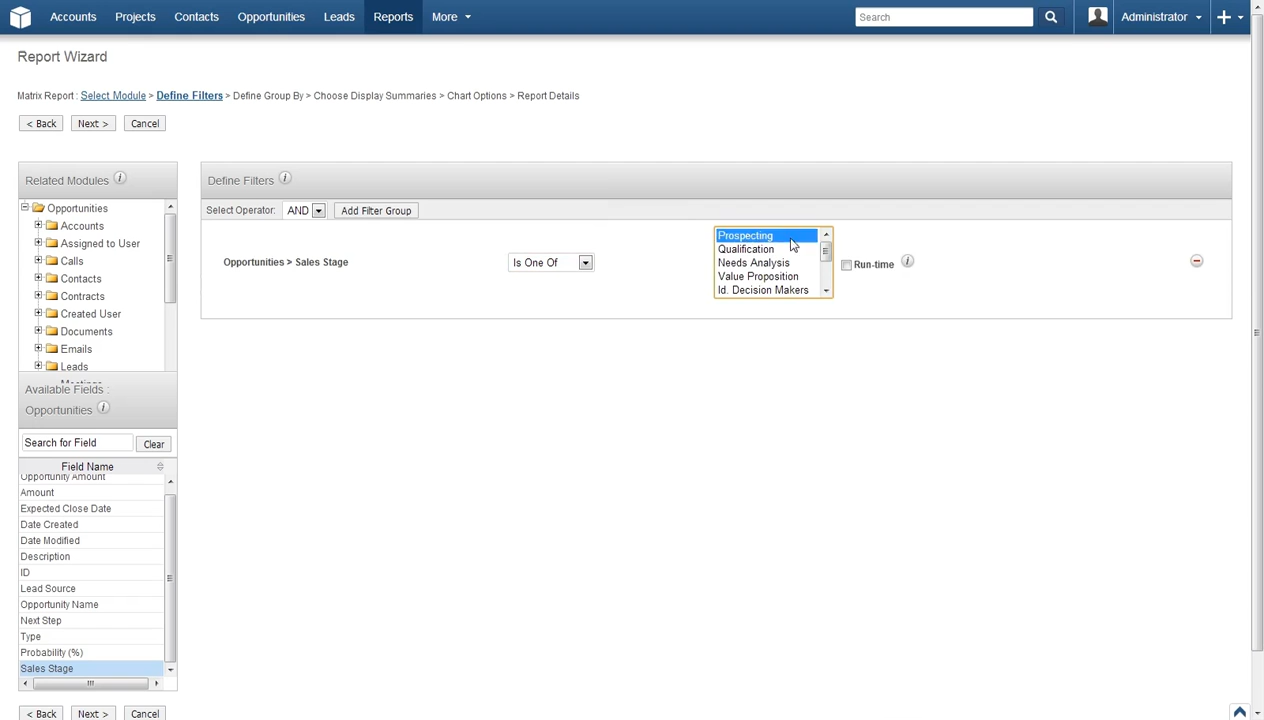 Accounts Projects Contacts Opportunities Leads Reports More Search Administrator
Report Wizard
Matrix Report : Select Module > Define Filters > Define Group By > Choose Display Summaries > Chart Options > Report Details
< Back Next > Cancel
Related Modules i
Define Filters i
Opportunities
Select Operator: AND Add Filter Group
Accounts
Assigned to User
Calls
Contacts
Contracts
Created User
Documents
Emails
Leads
Meetings
Opportunities > Sales Stage Is One Of
Prospecting
Qualification
Needs Analysis
Value Proposition
Id. Decision Makers
Run-time i
Available Fields :
Opportunities i
Search for Field Clear
Field Name
Opportunity Amount
Amount
Expected Close Date
Date Created
Date Modified
Description
ID
Lead Source
Opportunity Name
Next Step
Type
Probability (%)
Sales Stage
< Back Next > Cancel